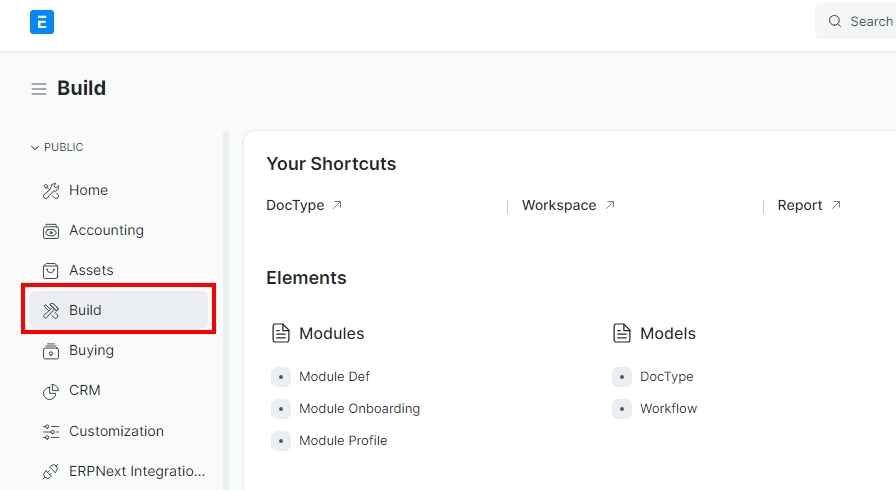 E
Search
Build
PUBLIC
Home
Accounting
Assets
Build
Buying
CRM
Customization
ERPNext Integratio...
Your Shortcuts
DocType
Workspace
Report
Elements
Modules
Module Def
Module Onboarding
Module Profile
Models
DocType
Workflow